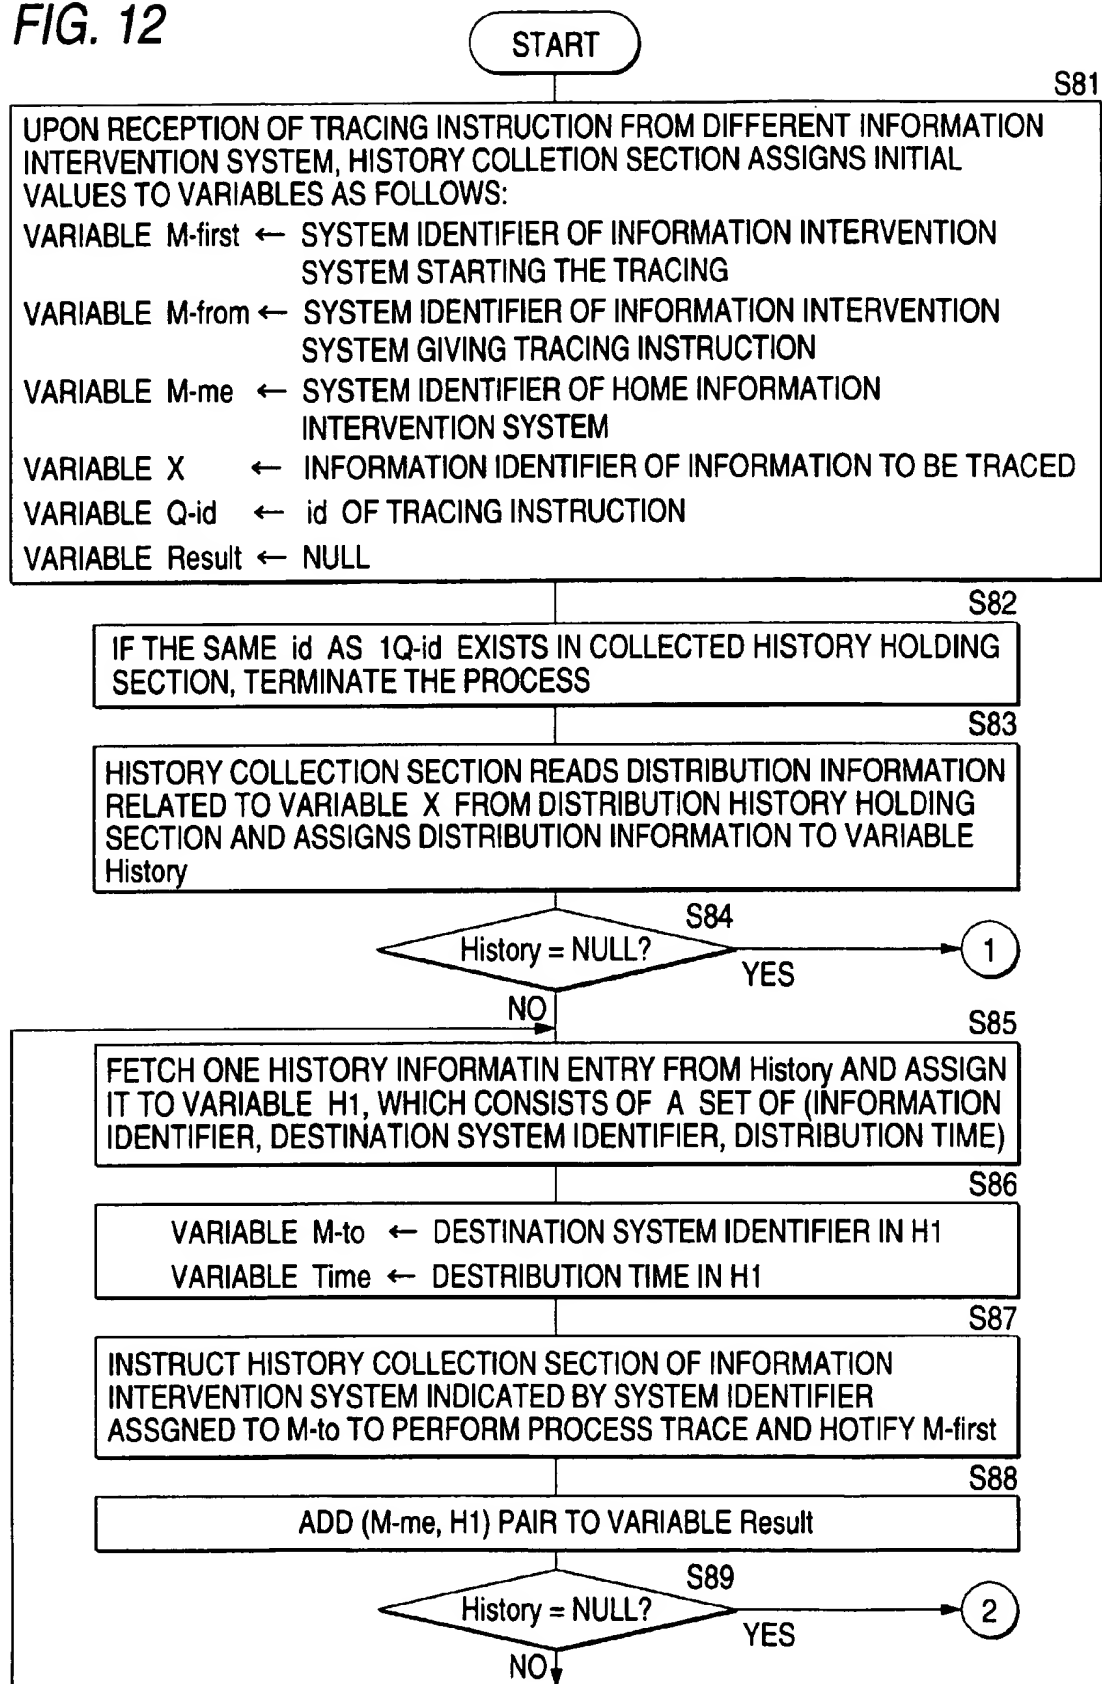 FIG. 12
START
S81
UPON RECEPTION OF TRACING INSTRUCTION FROM DIFFERENT INFORMATION
INTERVENTION SYSTEM, HISTORY COLLETION SECTION ASSIGNS INITIAL
VALUES TO VARIABLES AS FOLLOWS:
VARIABLE M-first ← SYSTEM IDENTIFIER OF INFORMATION INTERVENTION
SYSTEM STARTING THE TRACING
VARIABLE M-from ← SYSTEM IDENTIFIER OF INFORMATION INTERVENTION
SYSTEM GIVING TRACING INSTRUCTION
VARIABLE M-me ← SYSTEM IDENTIFIER OF HOME INFORMATION
INTERVENTION SYSTEM
VARIABLE X ← INFORMATION IDENTIFIER OF INFORMATION TO BE TRACED
VARIABLE Q-id ← id OF TRACING INSTRUCTION
VARIABLE Result ← NULL
S82
IF THE SAME id AS 1Q-id EXISTS IN COLLECTED HISTORY HOLDING
SECTION, TERMINATE THE PROCESS
S83
HISTORY COLLECTION SECTION READS DISTRIBUTION INFORMATION
RELATED TO VARIABLE X FROM DISTRIBUTION HISTORY HOLDING
SECTION AND ASSIGNS DISTRIBUTION INFORMATION TO VARIABLE
History
S84
History = NULL?
YES
1
NO
S85
FETCH ONE HISTORY INFORMATIN ENTRY FROM History AND ASSIGN
IT TO VARIABLE H1, WHICH CONSISTS OF A SET OF (INFORMATION
IDENTIFIER, DESTINATION SYSTEM IDENTIFIER, DISTRIBUTION TIME)
S86
VARIABLE M-to ← DESTINATION SYSTEM IDENTIFIER IN H1
VARIABLE Time ← DESTRIBUTION TIME IN H1
S87
INSTRUCT HISTORY COLLECTION SECTION OF INFORMATION
INTERVENTION SYSTEM INDICATED BY SYSTEM IDENTIFIER
ASSGNED TO M-to TO PERFORM PROCESS TRACE AND HOTIFY M-first
S88
ADD (M-me, H1) PAIR TO VARIABLE Result
S89
History = NULL?
YES
2
NO